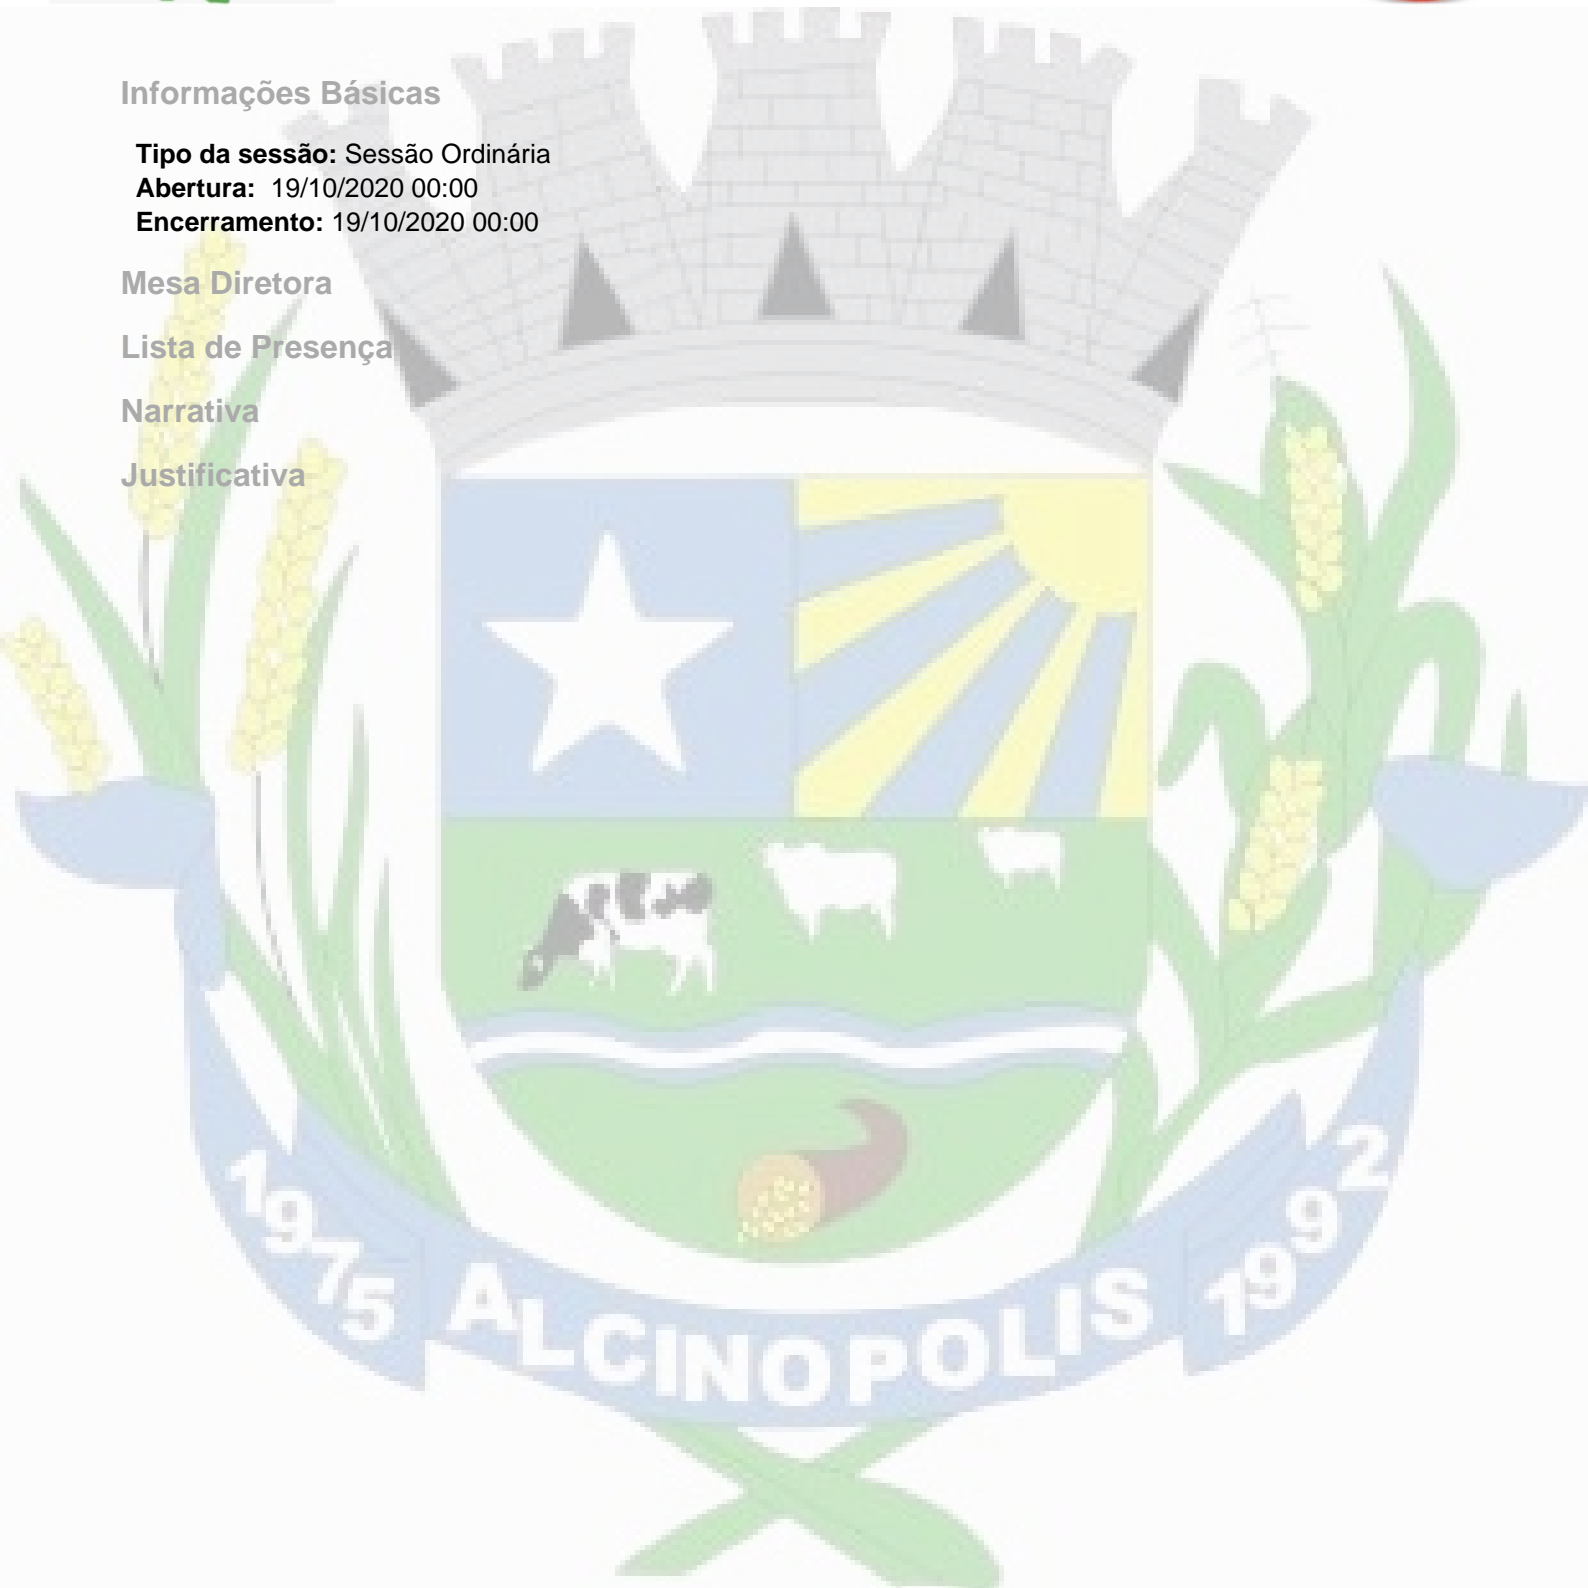 Informações Básicas
Tipo da sessão: Sessão Ordinária
Abertura: 19/10/2020 00:00
Encerramento: 19/10/2020 00:00
Mesa Diretora
Lista de Presença
Narrativa
Justificativa
1975 ALCINOPOLIS 1992